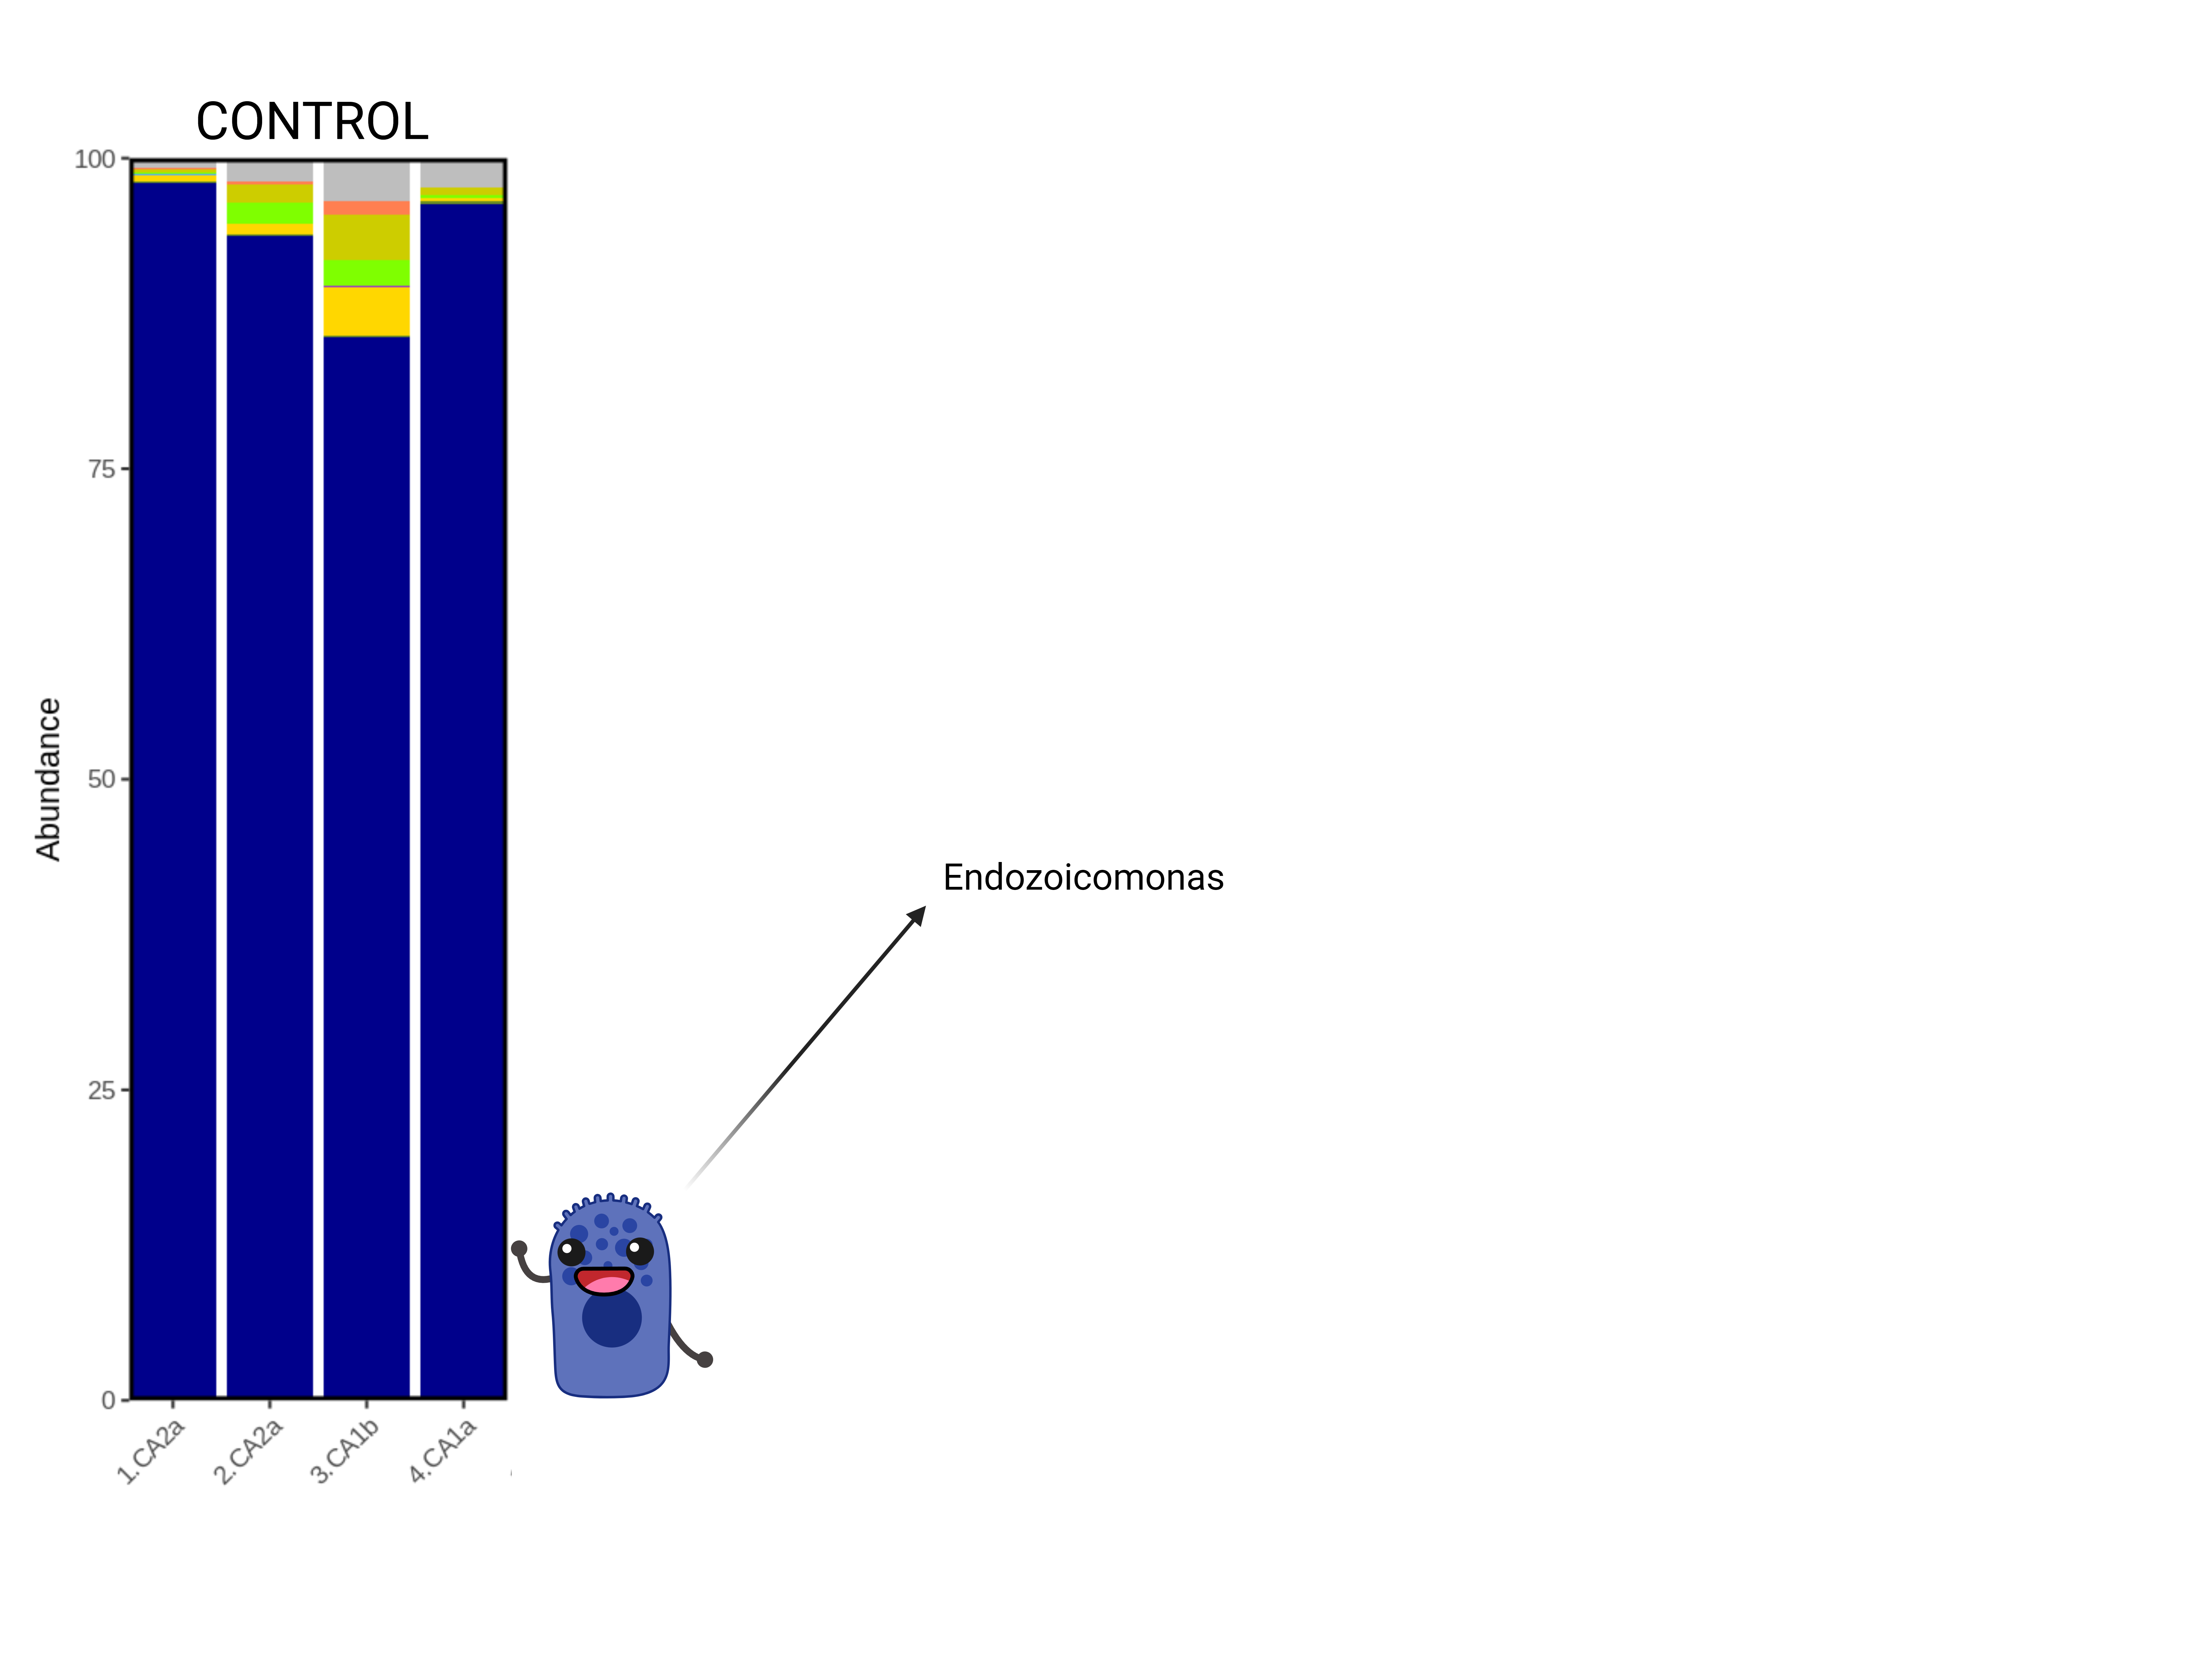 CONTROL
100
75
50
25
0
Abundance
1.CA2a
2.CA2a
3.CA1b
4.CA1a
Endozoicomonas